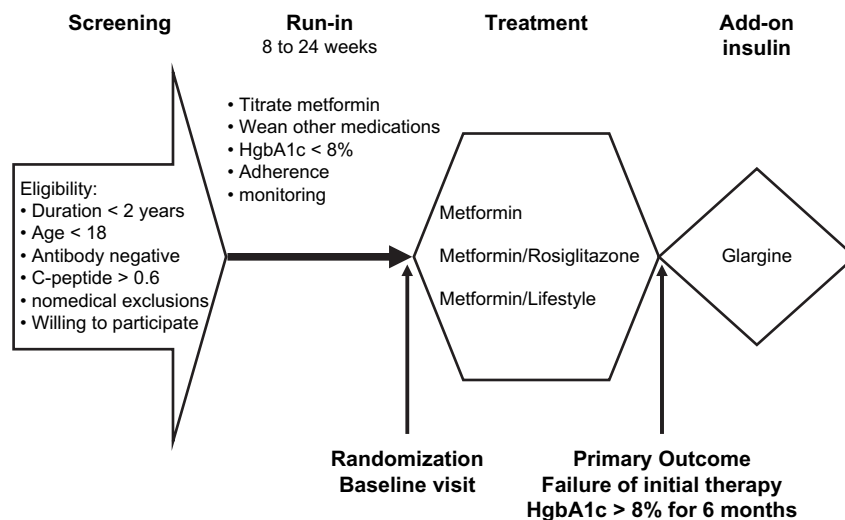 Screening
Run-in
8 to 24 weeks
Treatment
Add-on
insulin
• Titrate metformin
• Wean other medications
• HgbA1c < 8%
• Adherence
• monitoring
Eligibility:
• Duration < 2 years
• Age < 18
• Antibody negative
• C-peptide > 0.6
• nomedical exclusions
• Willing to participate
Metformin
Metformin/Rosiglitazone
Metformin/Lifestyle
Glargine
Randomization
Baseline visit
Primary Outcome
Failure of initial therapy
HgbA1c > 8% for 6 months